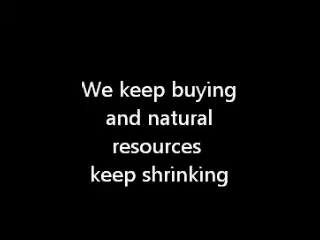 We keep buying
and natural
resources
keep shrinking